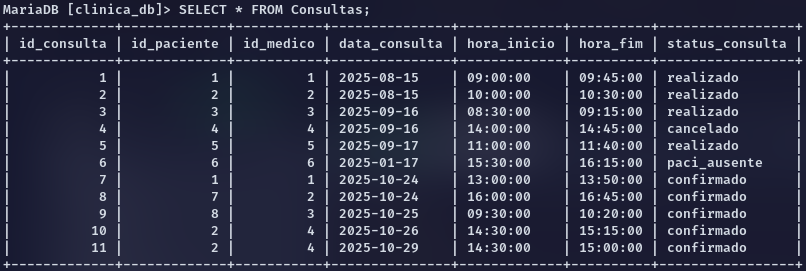 MariaDB [clinica_db]> SELECT * FROM Consultas;
+-------------+-------------+-----------+---------------+-------------+----------+-----------------+
| id_consulta | id_paciente | id_medico | data_consulta | hora_inicio | hora_fim | status_consulta |
+-------------+-------------+-----------+---------------+-------------+----------+-----------------+
|           1 |           1 |         1 | 2025-08-15    | 09:00:00    | 09:45:00 | realizado       |
|           2 |           2 |         2 | 2025-08-15    | 10:00:00    | 10:30:00 | realizado       |
|           3 |           3 |         3 | 2025-09-16    | 08:30:00    | 09:15:00 | realizado       |
|           4 |           4 |         4 | 2025-09-16    | 14:00:00    | 14:45:00 | cancelado       |
|           5 |           5 |         5 | 2025-09-17    | 11:00:00    | 11:40:00 | realizado       |
|           6 |           6 |         6 | 2025-01-17    | 15:30:00    | 16:15:00 | paci_ausente    |
|           7 |           1 |         1 | 2025-10-24    | 13:00:00    | 13:50:00 | confirmado      |
|           8 |           7 |         2 | 2025-10-24    | 16:00:00    | 16:45:00 | confirmado      |
|           9 |           8 |         3 | 2025-10-25    | 09:30:00    | 10:20:00 | confirmado      |
|          10 |           2 |         4 | 2025-10-26    | 14:30:00    | 15:15:00 | confirmado      |
|          11 |           2 |         4 | 2025-10-29    | 14:30:00    | 15:00:00 | confirmado      |
+-------------+-------------+-----------+---------------+-------------+----------+-----------------+